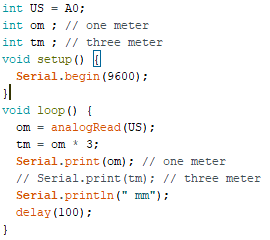 int US = A0;
int om ; // one meter
int tm ; // three meter
void setup() {
  Serial.begin(9600);
}
void loop() {
  om = analogRead(US);
  tm = om * 3;
  Serial.print(om); // one meter
  // Serial.print(tm); // three meter
  Serial.println(" mm");
  delay(100);
}